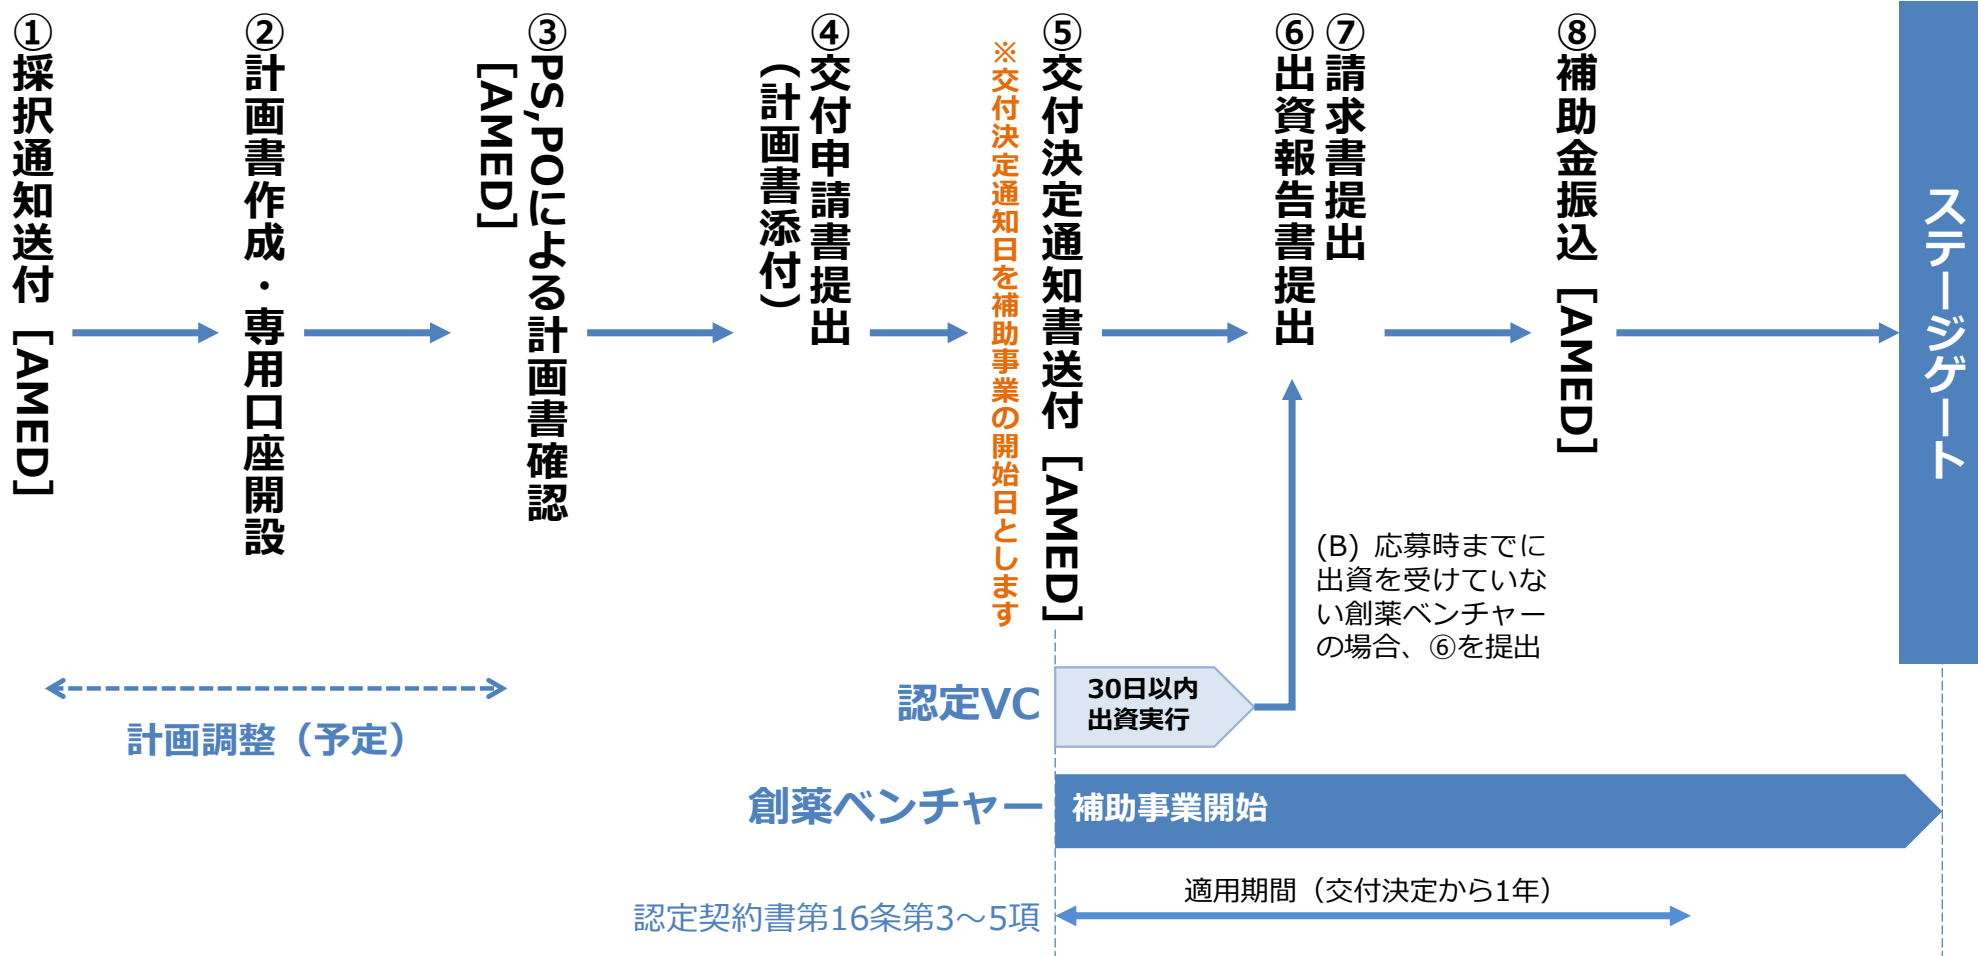 ①採択通知送付［AMED］
②計画書作成・専用口座開設
③PS,POによる計画書確認
［AMED］
④交付申請書提出
（計画書添付）
⑤交付決定通知書送付［AMED］
※交付決定通知日を補助事業の開始日とします
⑥出資報告書提出
⑦請求書提出
⑧補助金振込［AMED］
ステージゲート
(B) 応募時までに
出資を受けていな
い創薬ベンチャー
の場合、⑥を提出
計画調整（予定）
認定VC
30日以内
出資実行
創薬ベンチャー
補助事業開始
適用期間（交付決定から1年）
認定契約書第16条第3～5項